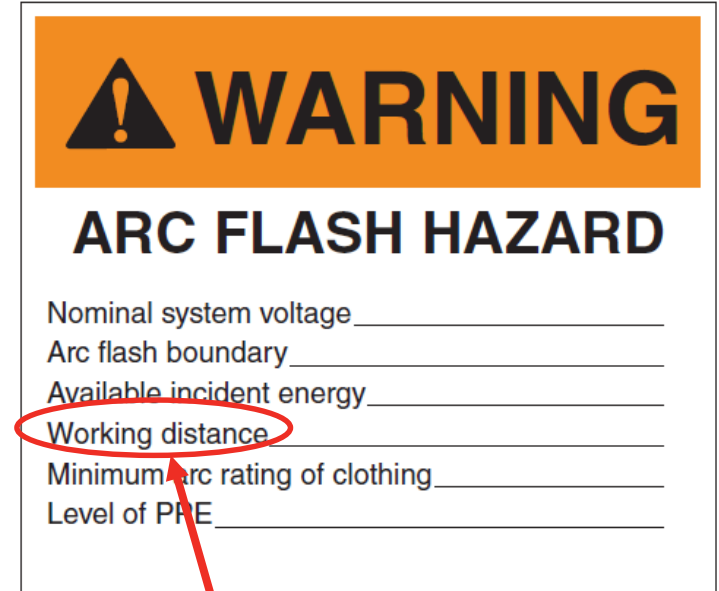 WARNING
ARC FLASH HAZARD
Nominal system voltage
Arc flash boundary
Available incident energy
Working distance
Minimum arc rating of clothing
Level of PPE